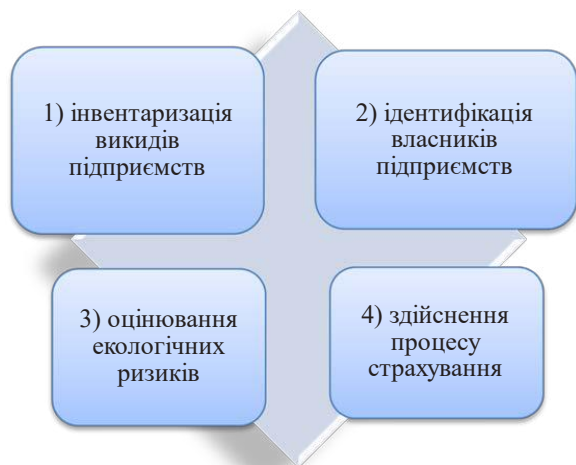 1) інвентаризація
викидів
підприємств
2) ідентифікація
власників
підприємств
3) оцінювання
екологічних
ризиків
4) здійснення
процесу
страхування